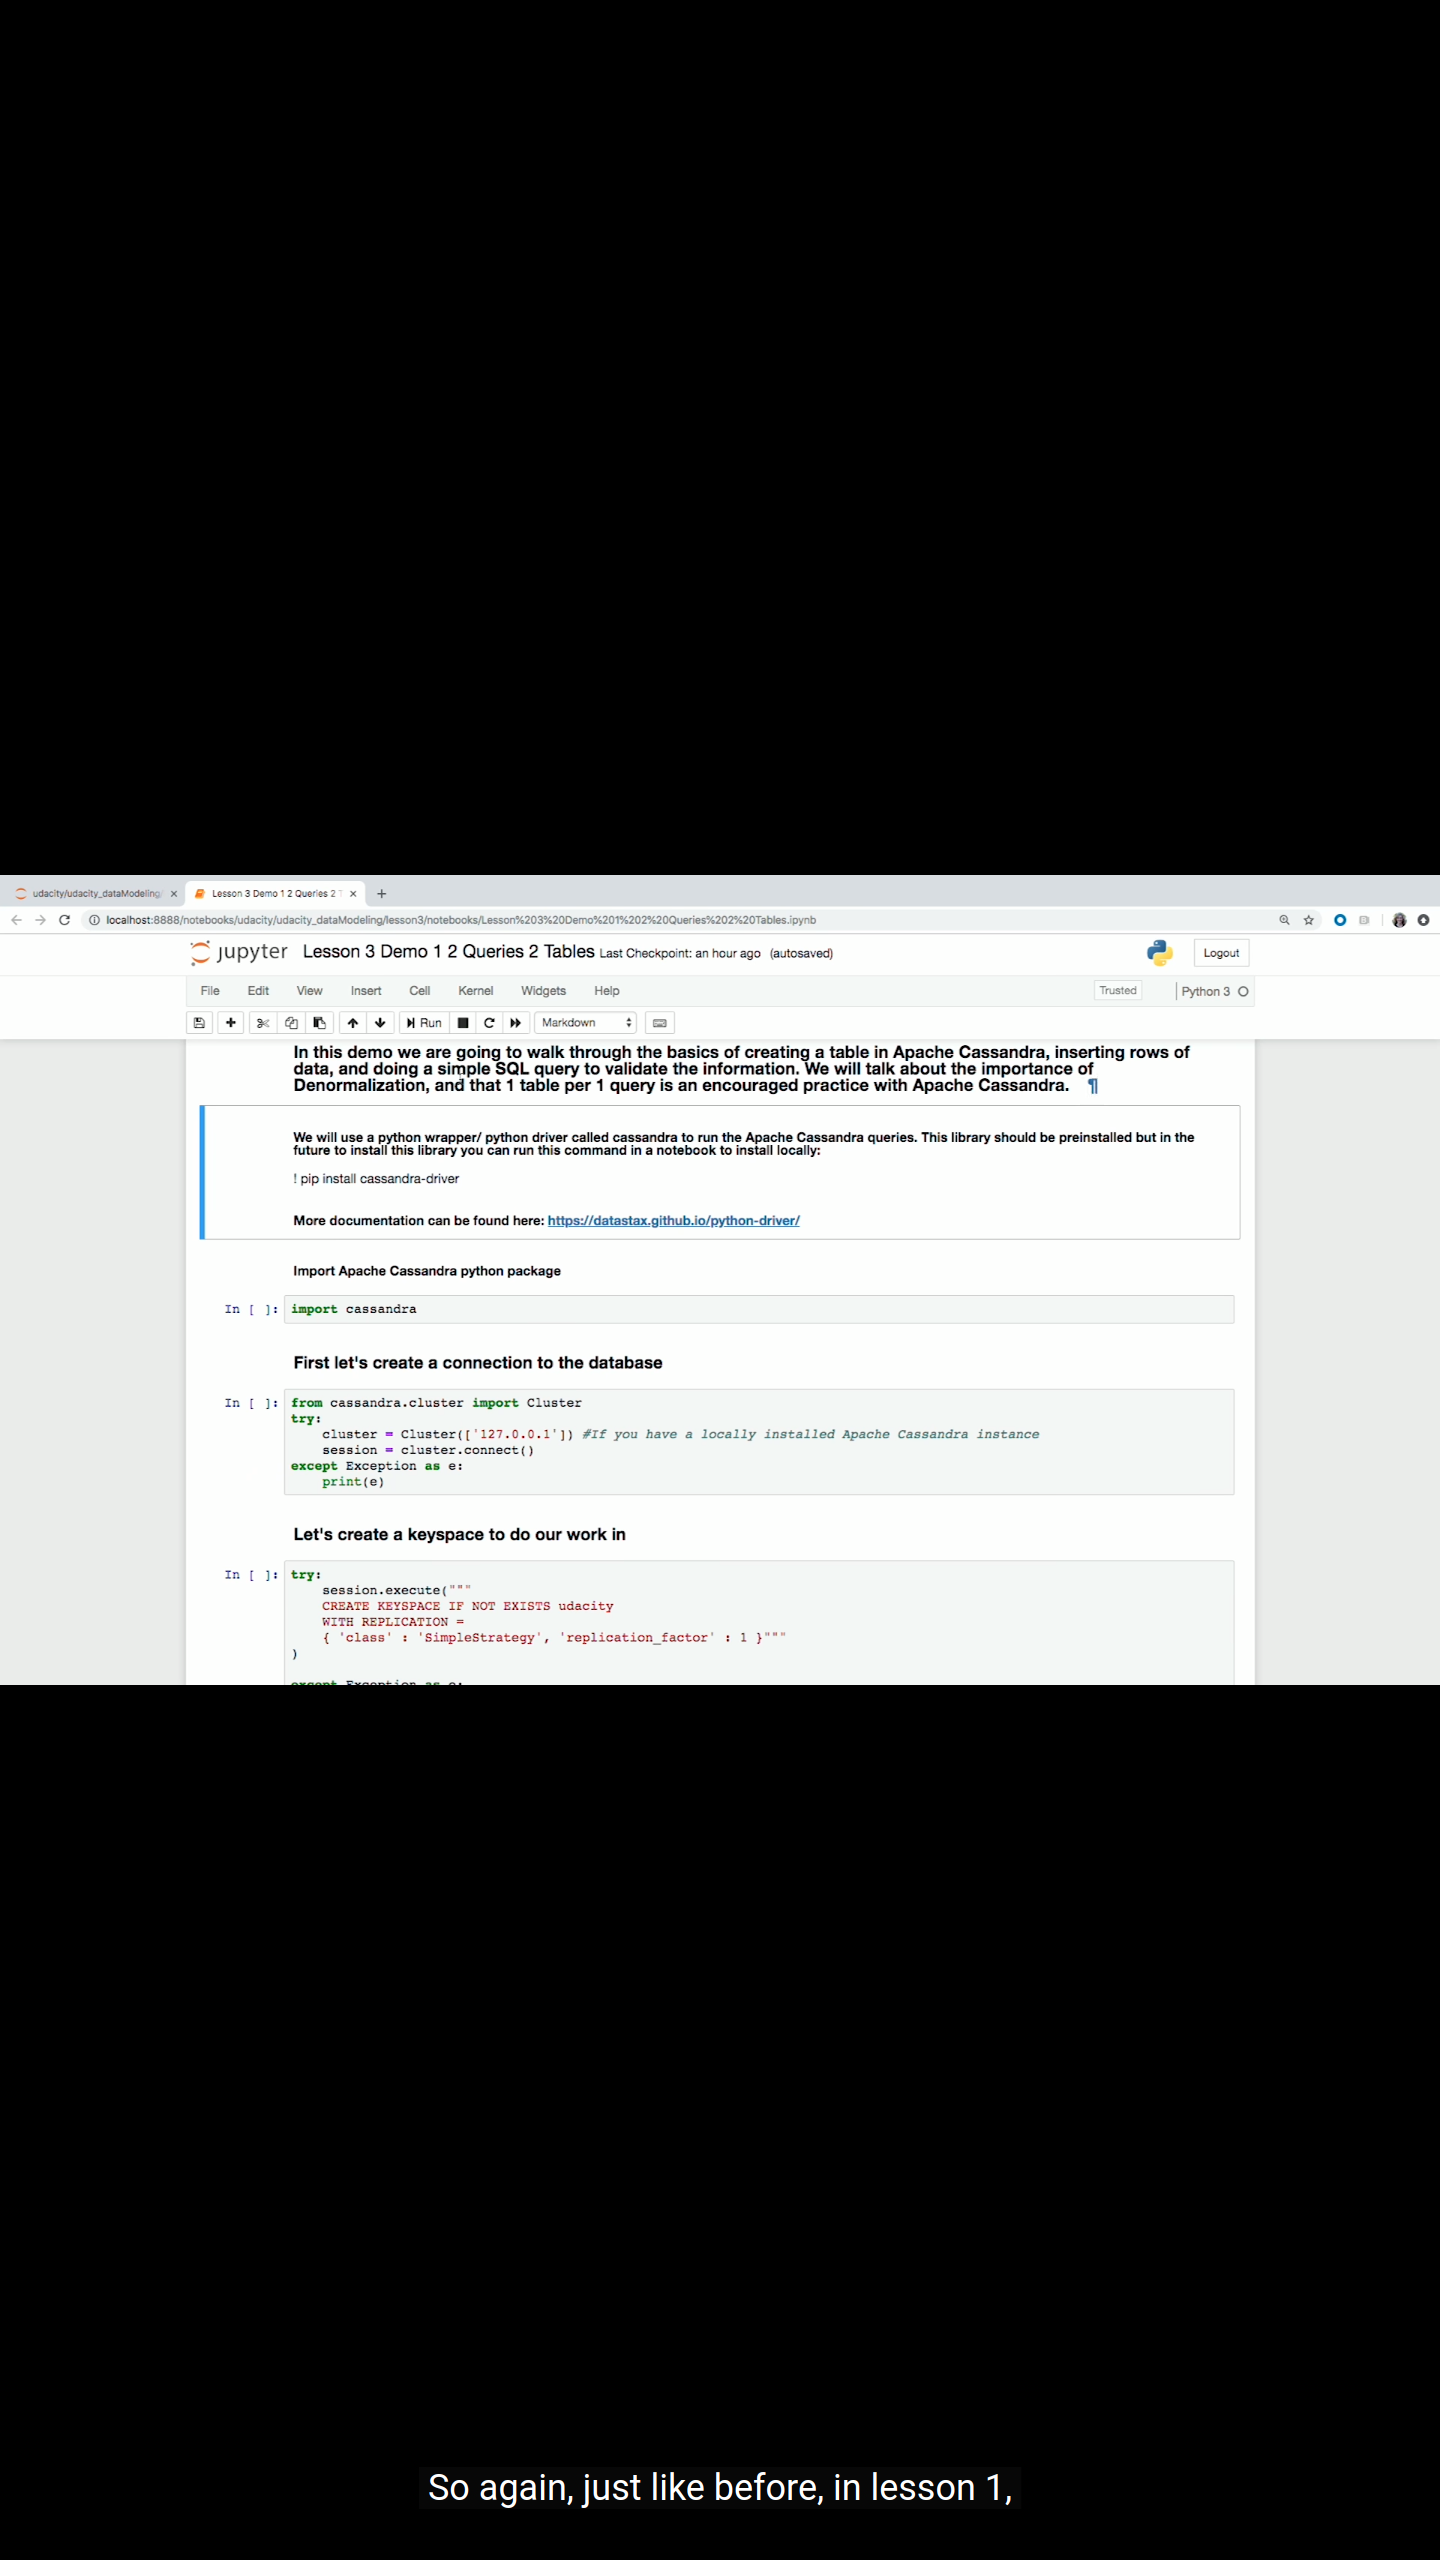 udacity/udacity_dataModeling/
Lesson 3 Demo 1 2 Queries 2 T
localhost:8888/notebooks/udacity/udacity_dataModeling/lesson3/notebooks/Lesson%203%20Demo%201%202%20Queries%202%20Tables.ipynb
jupyter Lesson 3 Demo 1 2 Queries 2 Tables Last Checkpoint: an hour ago (autosaved)
Logout
File Edit View Insert Cell Kernel Widgets Help
Trusted
Python 3
Run
Markdown
In this demo we are going to walk through the basics of creating a table in Apache Cassandra, inserting rows of
data, and doing a simple SQL query to validate the information. We will talk about the importance of
Denormalization, and that 1 table per 1 query is an encouraged practice with Apache Cassandra. ¶
We will use a python wrapper/ python driver called cassandra to run the Apache Cassandra queries. This library should be preinstalled but in the
future to install this library you can run this command in a notebook to install locally:
! pip install cassandra-driver
More documentation can be found here: https://datastax.github.io/python-driver/
Import Apache Cassandra python package
In [ ]: import cassandra
First let's create a connection to the database
In [ ]: from cassandra.cluster import Cluster
try:
    cluster = Cluster(['127.0.0.1']) #If you have a locally installed Apache Cassandra instance
    session = cluster.connect()
except Exception as e:
    print(e)
Let's create a keyspace to do our work in
In [ ]: try:
    session.execute("""
    CREATE KEYSPACE IF NOT EXISTS udacity
    WITH REPLICATION =
    { 'class' : 'SimpleStrategy', 'replication_factor' : 1 }"""
)
except Exception as e:
So again, just like before, in lesson 1,